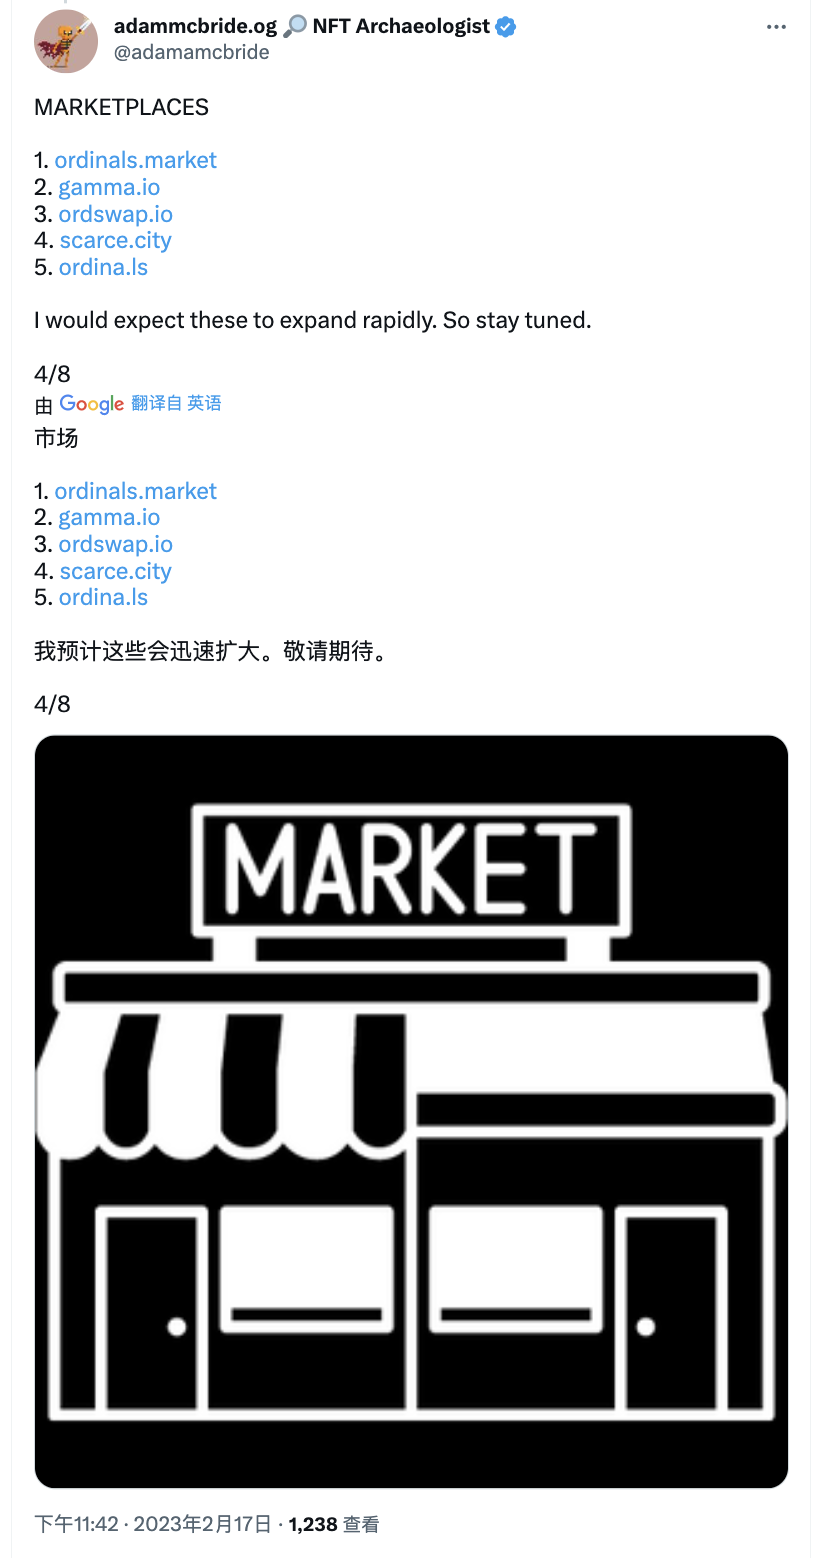 adammcbride.og 🔎 NFT Archaeologist
@adamamcbride
MARKETPLACES
1. ordinals.market
2. gamma.io
3. ordswap.io
4. scarce.city
5. ordina.ls
I would expect these to expand rapidly. So stay tuned.
4/8
由 Google 翻译自 英语
市场
1. ordinals.market
2. gamma.io
3. ordswap.io
4. scarce.city
5. ordina.ls
我预计这些会迅速扩大。敬请期待。
4/8
MARKET
下午11:42 · 2023年2月17日 · 1,238 查看